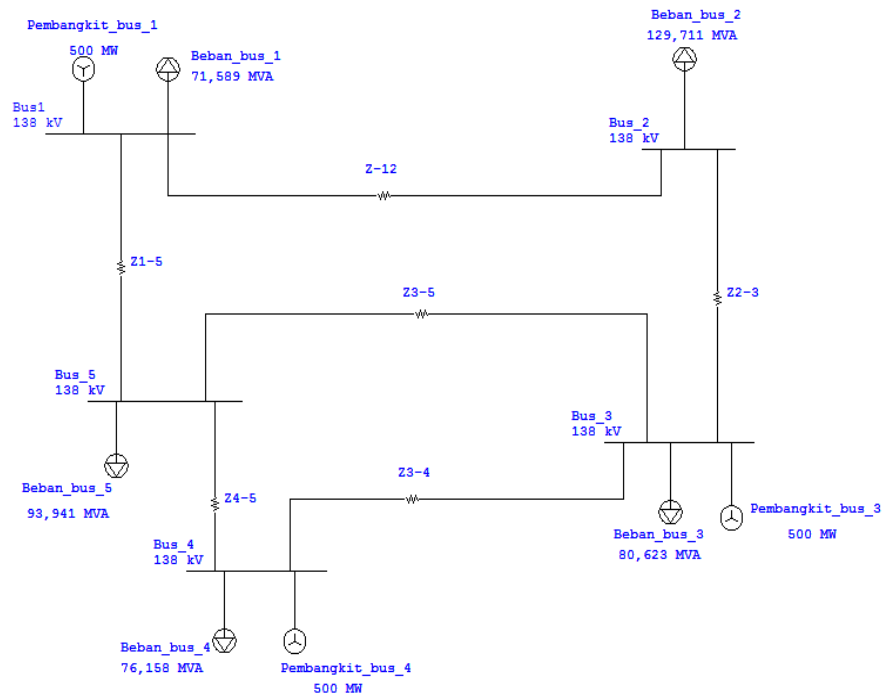 Pembangkit_bus_1
500 MW
Beban_bus_1
71,589 MVA
Beban_bus_2
129,711 MVA
Bus1
138 kV
Bus_2
138 kV
Z-12
Z1-5
Z3-5
Z2-3
Bus_5
138 kV
Bus_3
138 kV
Z3-4
Beban_bus_5
93,941 MVA
Z4-5
Pembangkit_bus_3
500 MW
Beban_bus_3
80,623 MVA
Bus_4
138 kV
Beban_bus_4
76,158 MVA
Pembangkit_bus_4
500 MW